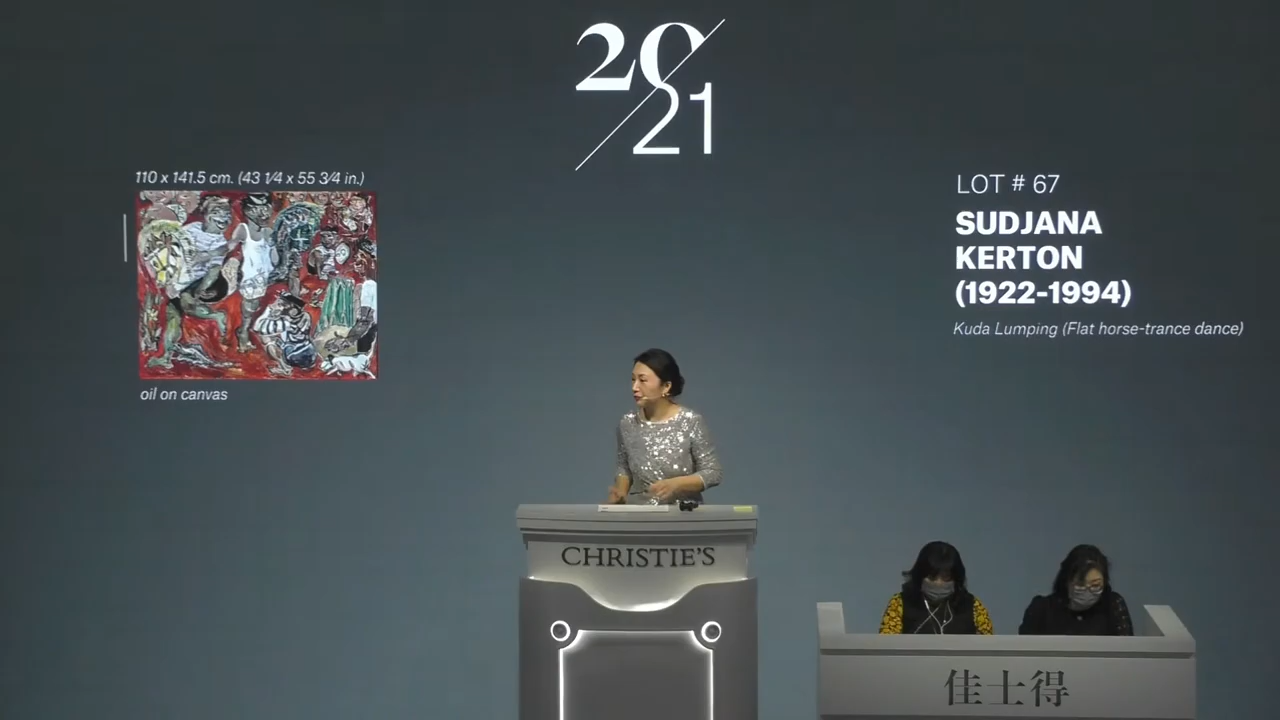 20
21
110 x 141.5 cm. (43 1/4 x 55 3/4 in.)
oil on canvas
LOT # 67
SUDJANA
KERTON
(1922-1994)
Kuda Lumping (Flat horse-trance dance)
CHRISTIE'S
佳士得